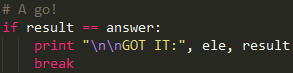 # A go!
if result == answer:
    print "\n\nGOT IT:", ele, result
    break